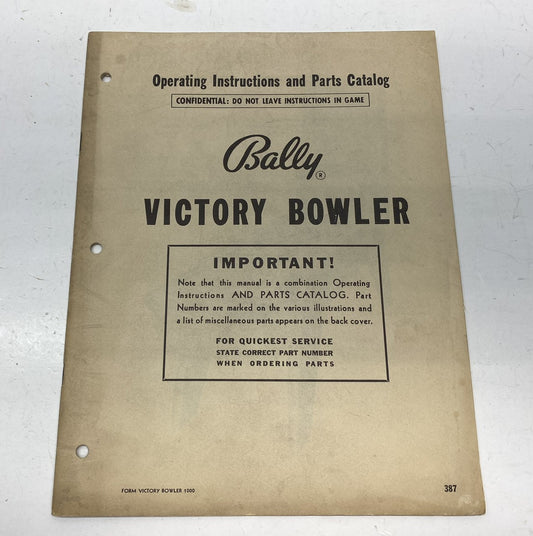 Operating Instructions and Parts Catalog
CONFIDENTIAL: DO NOT LEAVE INSTRUCTIONS IN GAME
Bally®
VICTORY BOWLER
IMPORTANT!
Note that this manual is a combination Operating
Instructions AND PARTS CATALOG. Part
Numbers are marked on the various illustrations and
a list of miscellaneous parts appears on the back cover.
FOR QUICKEST SERVICE
STATE CORRECT PART NUMBER
WHEN ORDERING PARTS
FORM VICTORY BOWLER 1000
387